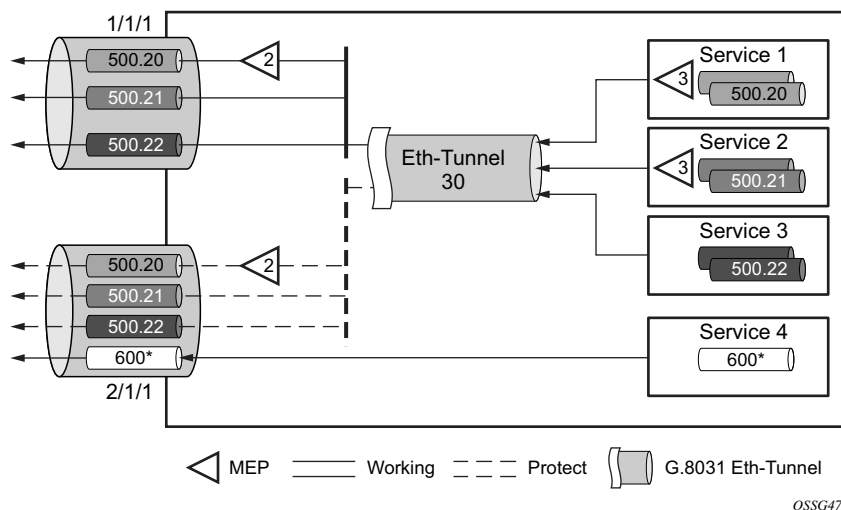 1/1/1
500.20
2
500.21
500.22
Eth-Tunnel
30
Service 1
3
500.20
Service 2
3
500.21
Service 3
500.22
500.20
2
500.21
500.22
600*
2/1/1
Service 4
600*
MEP
Working
Protect
G.8031 Eth-Tunnel
OSSG47